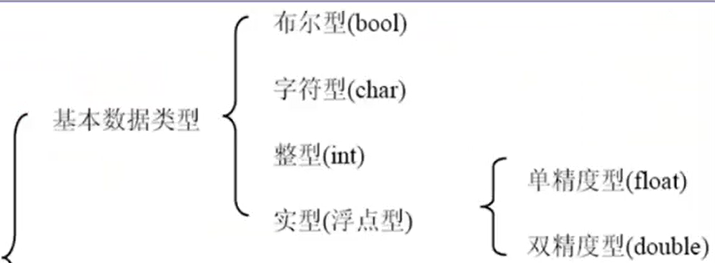 布尔型(bool)
字符型(char)
基本数据类型
整型(int)
单精度型(float)
实型(浮点型)
双精度型(double)